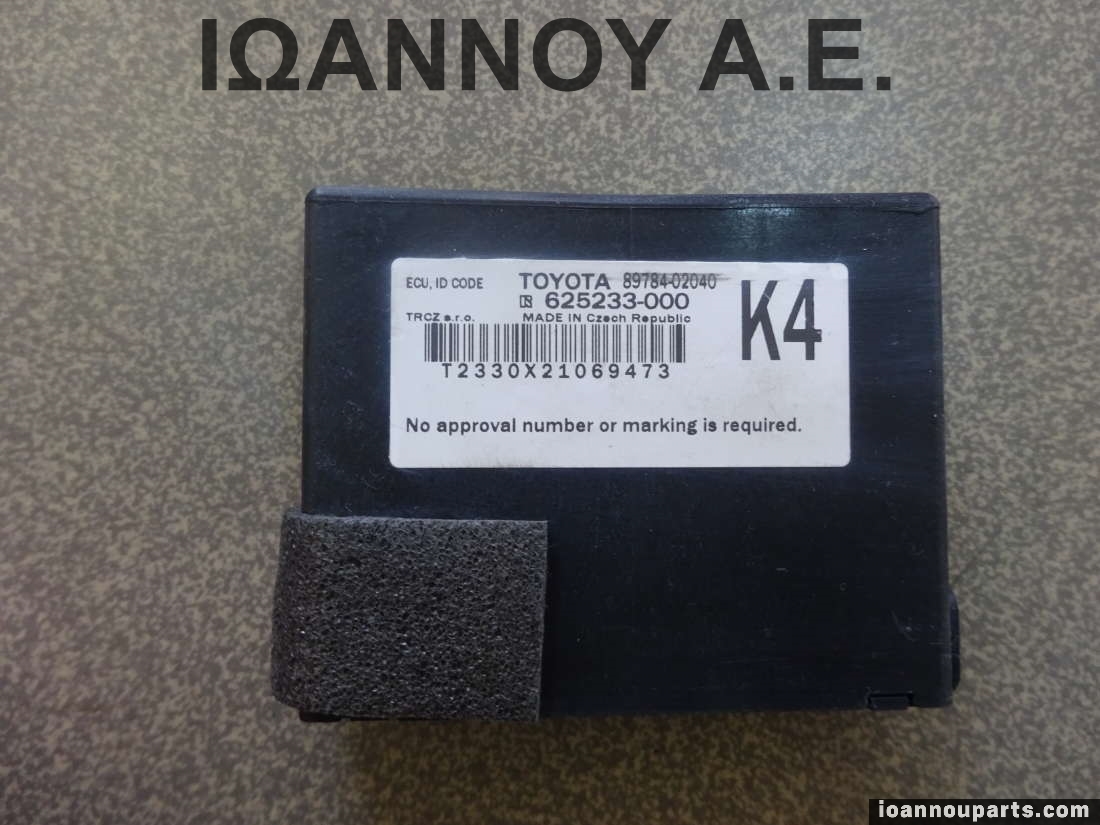 ΙΩΑΝΝΟΥ Α.Ε.
ECU, ID CODE TOYOTA 89784-02040
625233-000
K4
TRCZ s.r.o. MADE IN Czech Republic
T2330X21069473
No approval number or marking is required.
ioannouparts.com